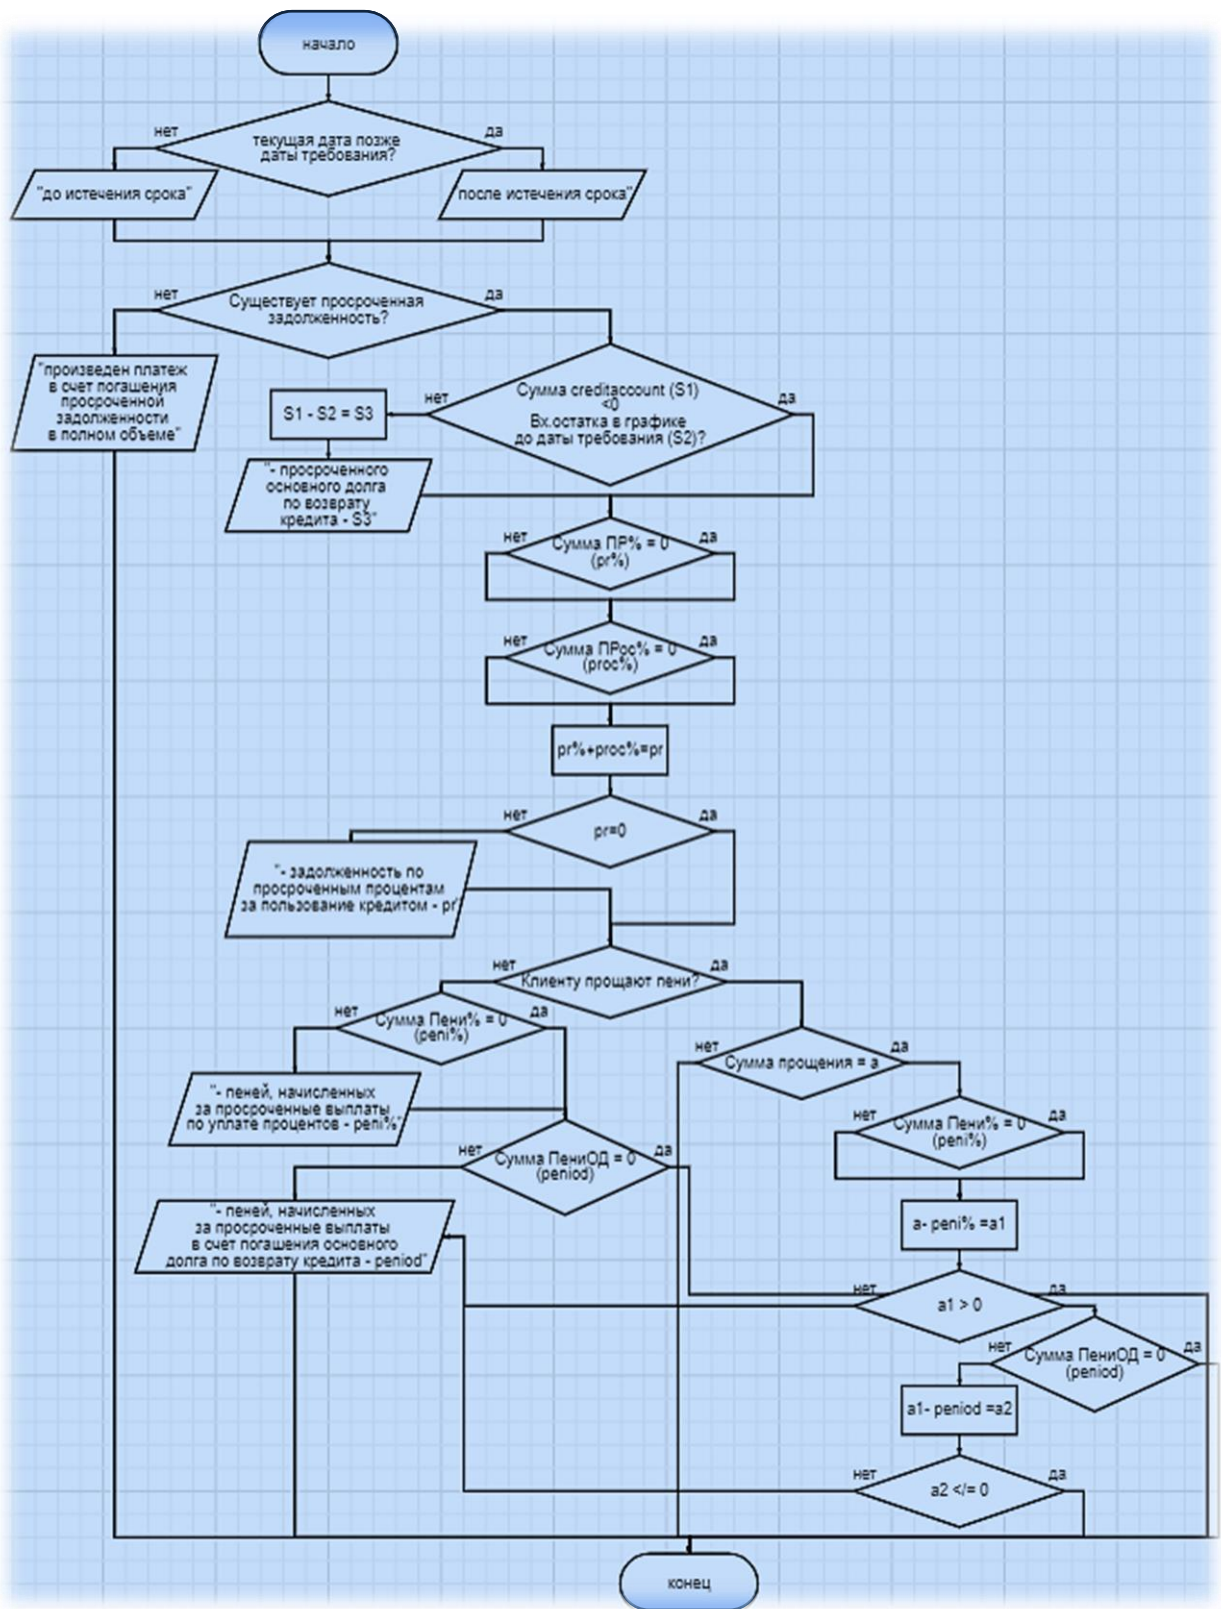 начало
нет
да
текущая дата позже
даты требования?
"до истечения срока"
после истечения срока"
нет
да
Существует просроченная
задолженность?
"произведен платеж
в счет погашения
просроченной
задолженности
в полном объеме"
нет
да
Сумма creditaccount (S1)
<0
Вх.остатка в графике
до даты требования (S2)?
S1 - S2 = S3
"- просроченного
основного долга
по возврату
кредита - S3"
нет
да
Сумма ПР% = 0
(pr%)
нет
да
Сумма ПРос% = 0
(proc%)
pr%+proc%=pr
нет
да
pr=0
"- задолженность по
просроченным процентам
за пользование кредитом - pr"
нет
да
Клиенту прощают пени?
нет
да
Сумма Пени% = 0
(peni%)
нет
да
Сумма прощения = a
"- пеней, начисленных
за просроченные выплаты
по уплате процентов - peni%"
нет
да
Сумма Пени% = 0
(peni%)
нет
да
Сумма ПениОД = 0
(peniod)
"- пеней, начисленных
за просроченные выплаты
в счет погашения основного
долга по возврату кредита - peniod"
a- peni% =a1
нет
да
a1 > 0
нет
да
Сумма ПениОД = 0
(peniod)
a1- peniod =a2
нет
да
a2 </= 0
конец